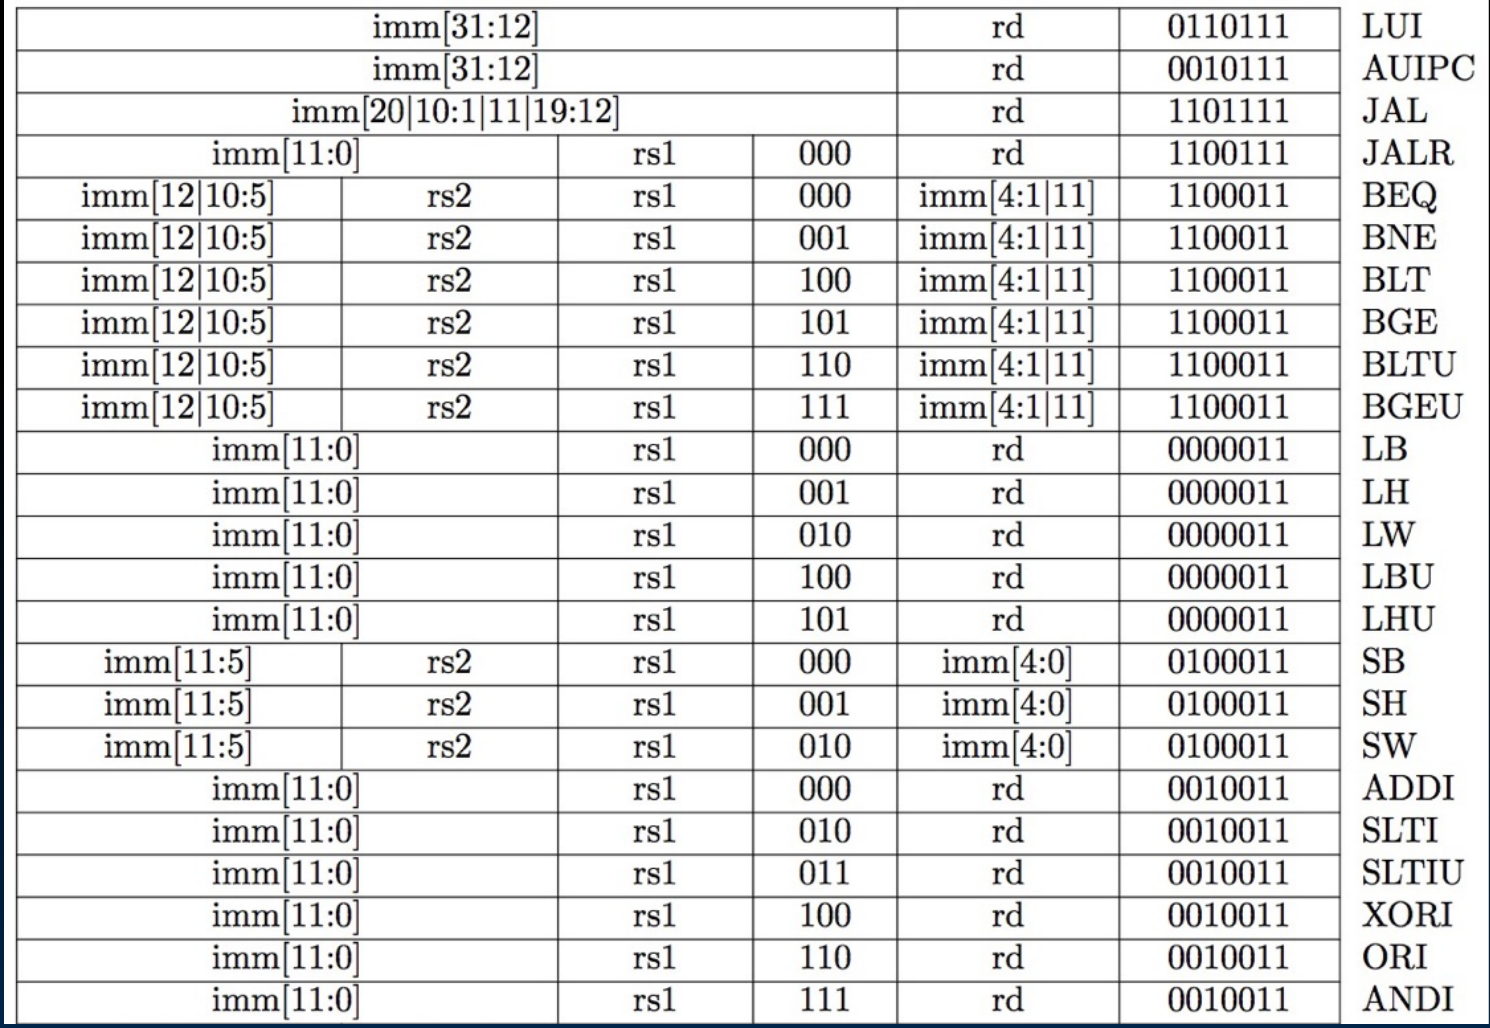 imm[31:12] rd 0110111 LUI
imm[31:12] rd 0010111 AUIPC
imm[20|10:1|11|19:12] rd 1101111 JAL
imm[11:0] rs1 000 rd 1100111 JALR
imm[12|10:5] rs2 rs1 000 imm[4:1|11] 1100011 BEQ
imm[12|10:5] rs2 rs1 001 imm[4:1|11] 1100011 BNE
imm[12|10:5] rs2 rs1 100 imm[4:1|11] 1100011 BLT
imm[12|10:5] rs2 rs1 101 imm[4:1|11] 1100011 BGE
imm[12|10:5] rs2 rs1 110 imm[4:1|11] 1100011 BLTU
imm[12|10:5] rs2 rs1 111 imm[4:1|11] 1100011 BGEU
imm[11:0] rs1 000 rd 0000011 LB
imm[11:0] rs1 001 rd 0000011 LH
imm[11:0] rs1 010 rd 0000011 LW
imm[11:0] rs1 100 rd 0000011 LBU
imm[11:0] rs1 101 rd 0000011 LHU
imm[11:5] rs2 rs1 000 imm[4:0] 0100011 SB
imm[11:5] rs2 rs1 001 imm[4:0] 0100011 SH
imm[11:5] rs2 rs1 010 imm[4:0] 0100011 SW
imm[11:0] rs1 000 rd 0010011 ADDI
imm[11:0] rs1 010 rd 0010011 SLTI
imm[11:0] rs1 011 rd 0010011 SLTIU
imm[11:0] rs1 100 rd 0010011 XORI
imm[11:0] rs1 110 rd 0010011 ORI
imm[11:0] rs1 111 rd 0010011 ANDI